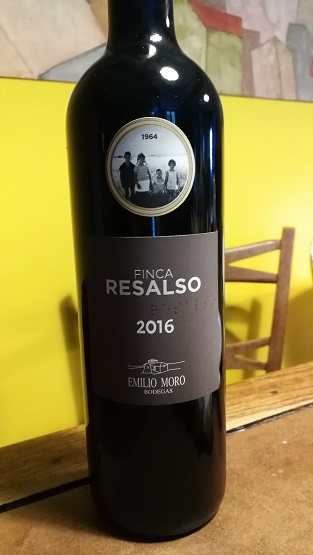 1964
FINCA
RESALSO
2016
EMILIO MORO
BODEGAS